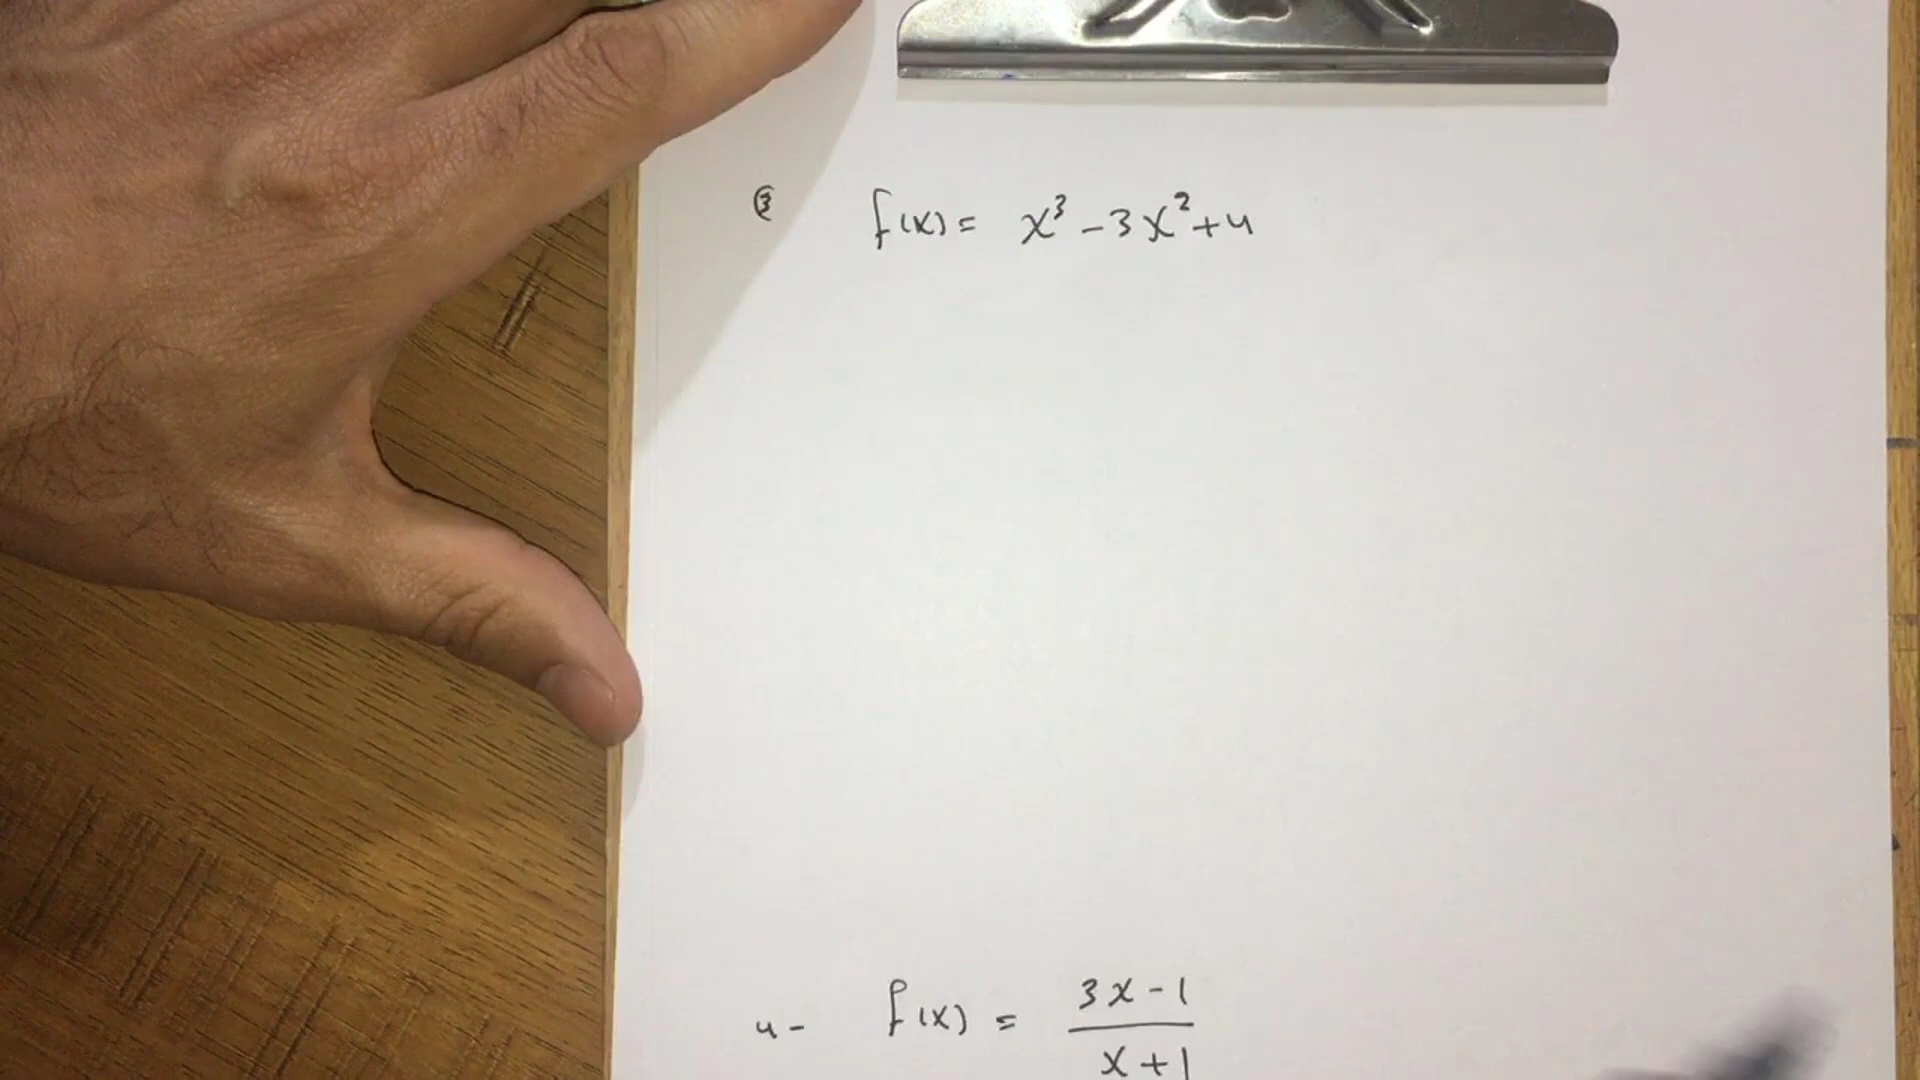 ③ f(x) = x³ - 3x² + 4
4 - f(x) = 3x - 1 / x + 1